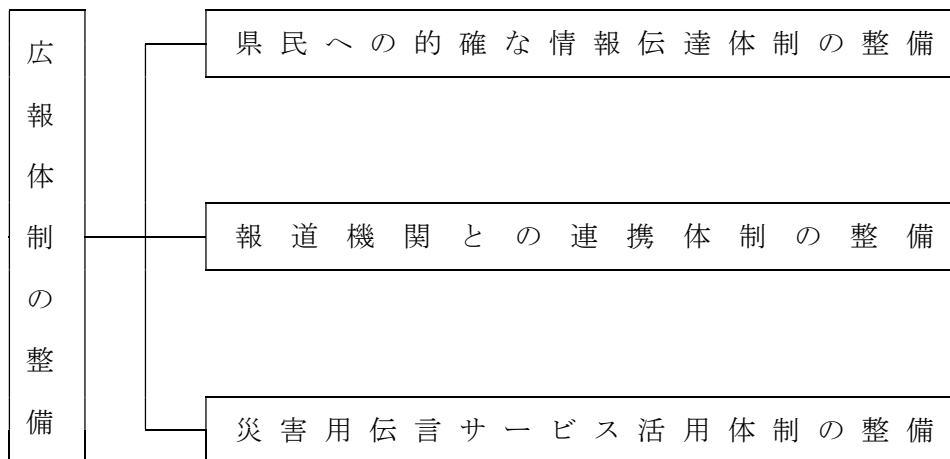 広報体制の整備
県民への的確な情報伝達体制の整備
報道機関との連携体制の整備
災害用伝言サービス活用体制の整備